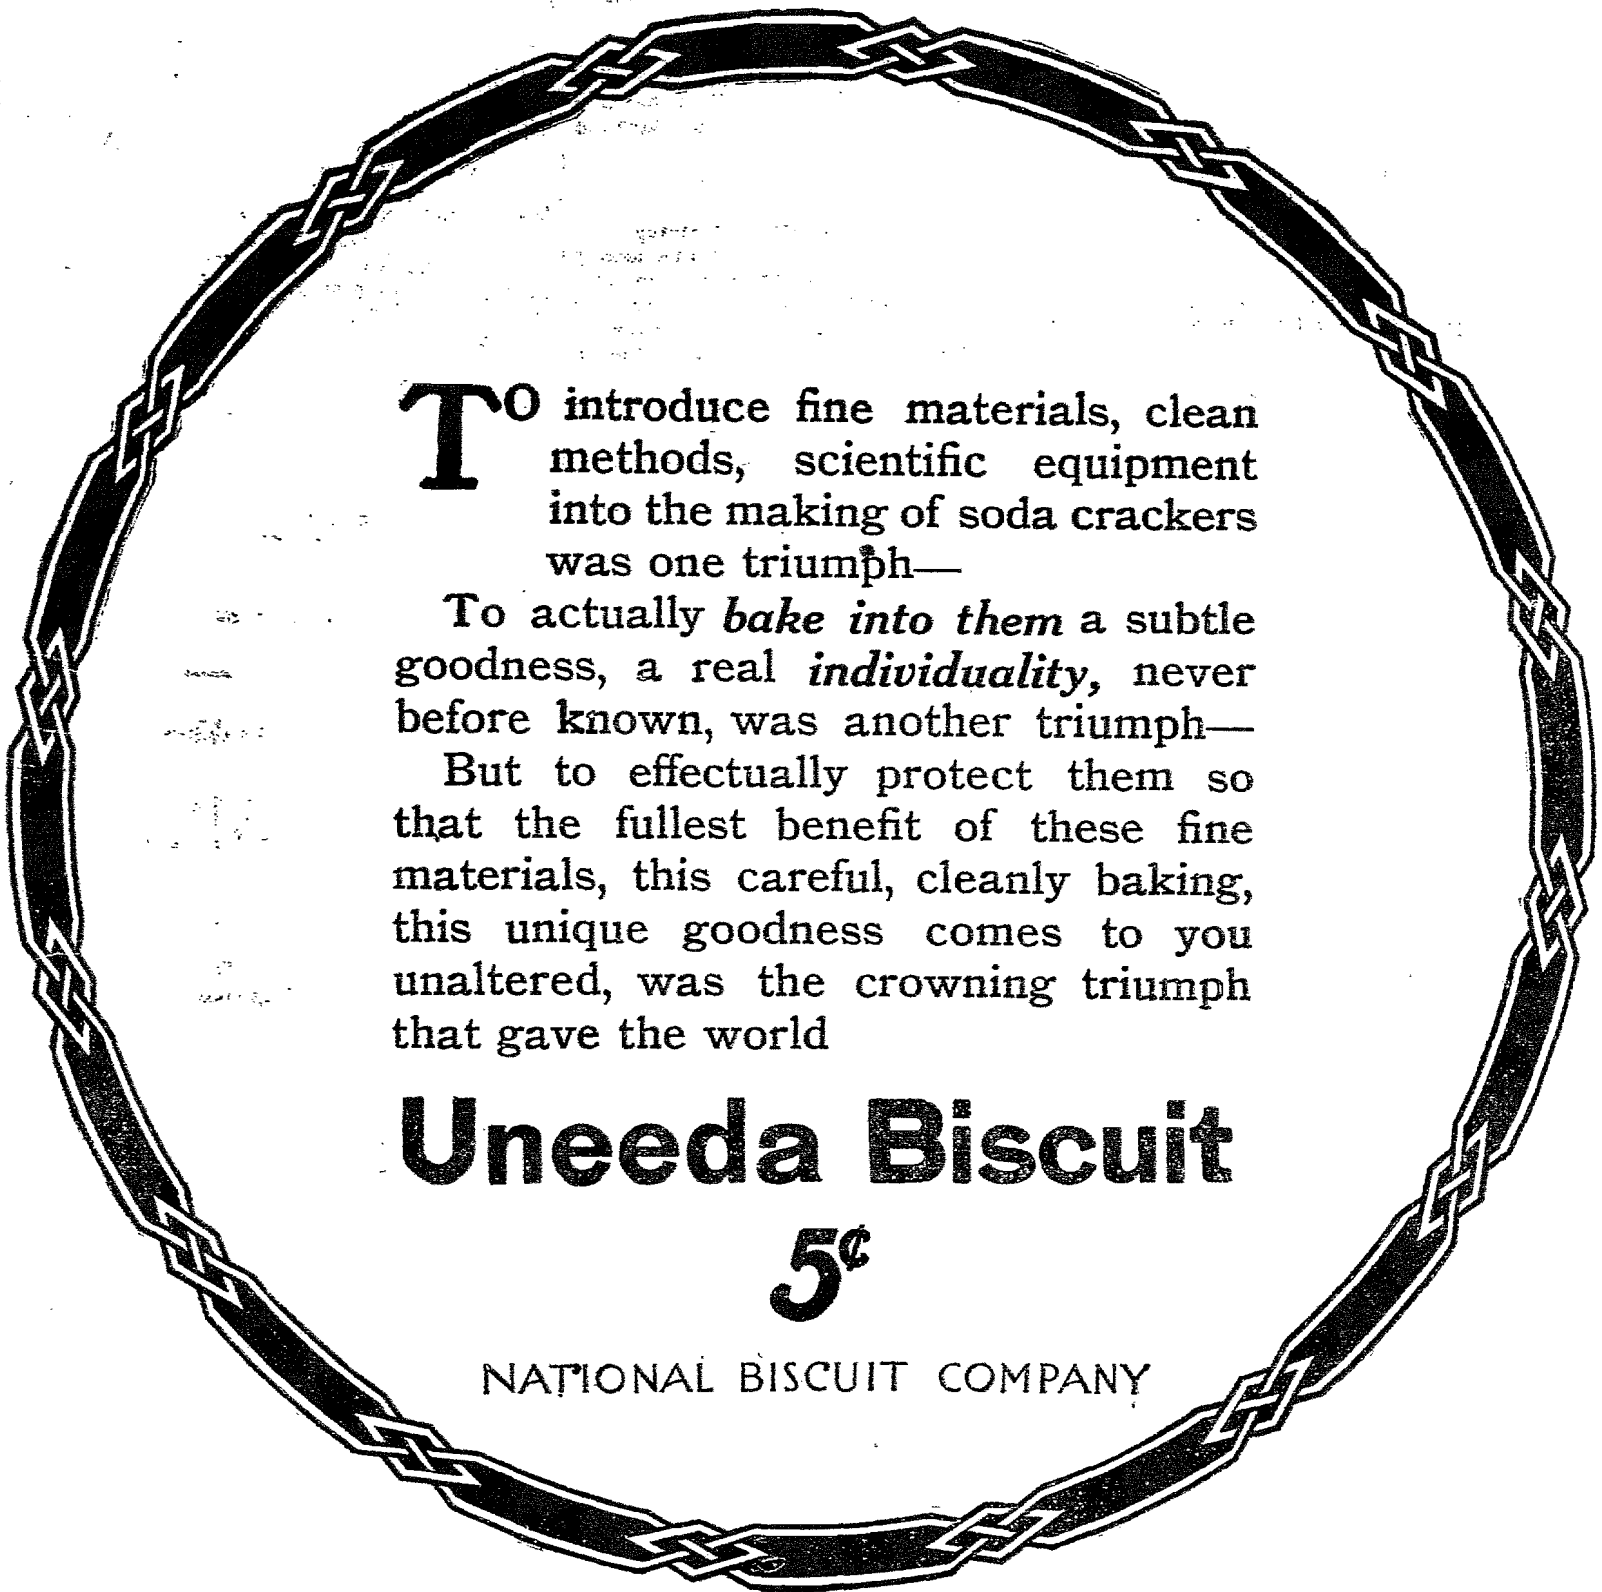 TO introduce fine materials, clean
methods, scientific equipment
into the making of soda crackers
was one triumph—
To actually bake into them a subtle
goodness, a real individuality, never
before known, was another triumph—
But to effectually protect them so
that the fullest benefit of these fine
materials, this careful, cleanly baking,
this unique goodness comes to you
unaltered, was the crowning triumph
that gave the world
Uneeda Biscuit
5¢
NATIONAL BISCUIT COMPANY